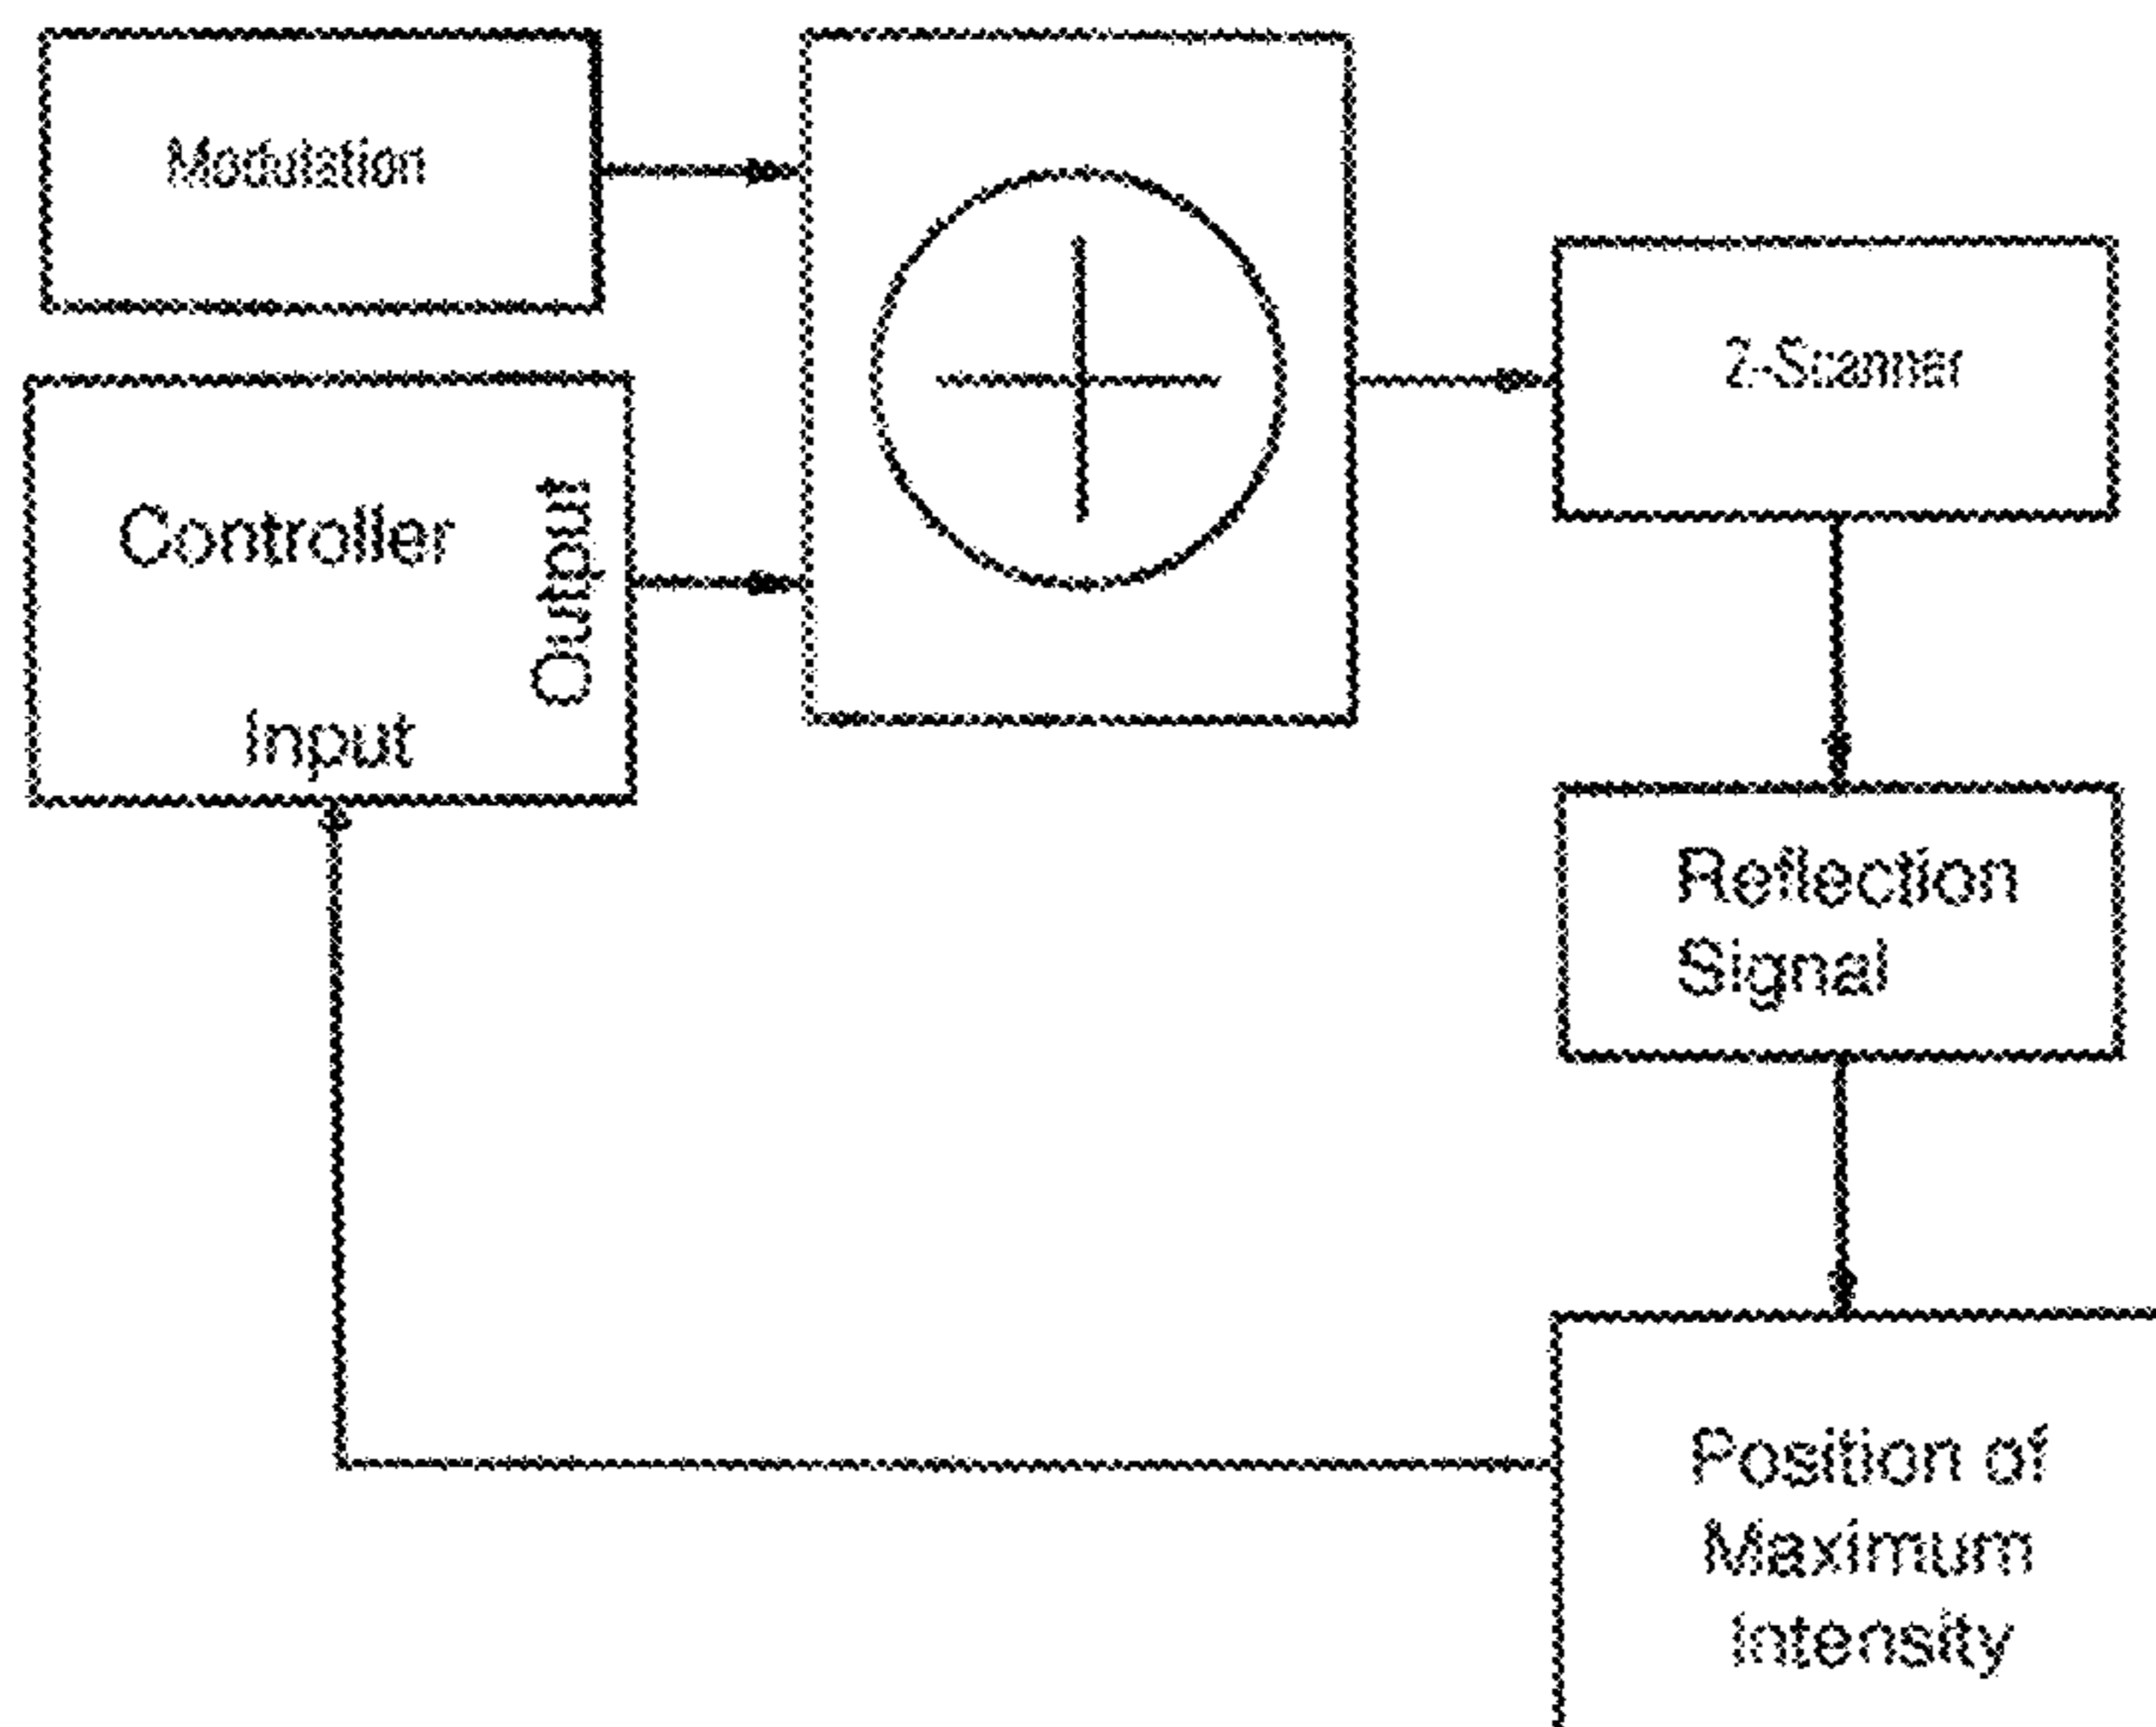 Modulation
Controller
Output
Input
Z-Scanner
Reflection
Signal
Position of
Maximum
Intensity